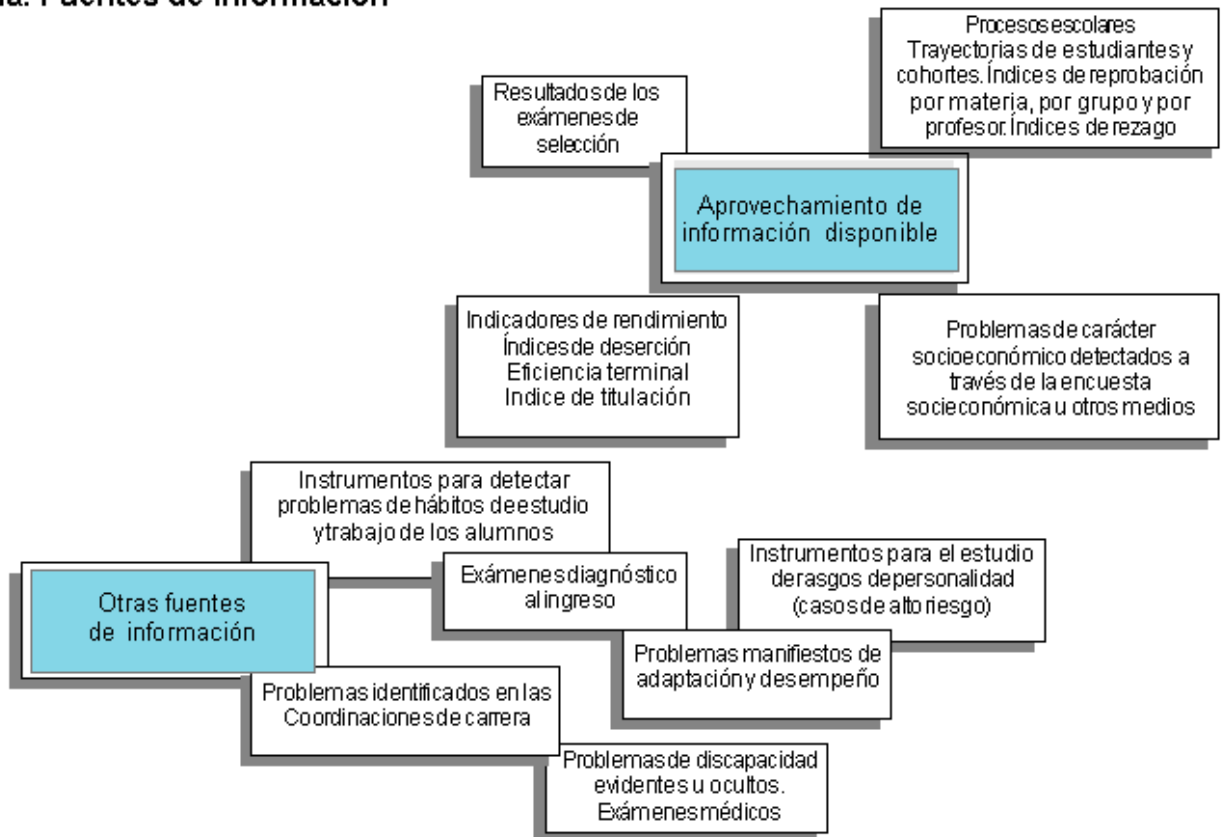 Fuentes de información
Procesos escolares
Trayectorias de estudiantes y
cohortes. Índices de reprobación
por materia, por grupo y por
profesor. Índices de rezago
Resultados de los
exámenes de
selección
Aprovechamiento de
información disponible
Indicadores de rendimiento
Índices de deserción
Eficiencia terminal
Indice de titulación
Problemas de carácter
socioeconómico detectados a
través de la encuesta
socieconómica u otros medios
Instrumentos para detectar
problemas de hábitos de estudio
y trabajo de los alumnos
Exámenes diagnóstico
al ingreso
Instrumentos para el estudio
de rasgos de personalidad
(casos de alto riesgo)
Otras fuentes
de información
Problemas manifiestos de
adaptación y desempeño
Problemas identificados en las
Coordinaciones de carrera
Problemas de discapacidad
evidentes u ocultos.
Exámenes médicos